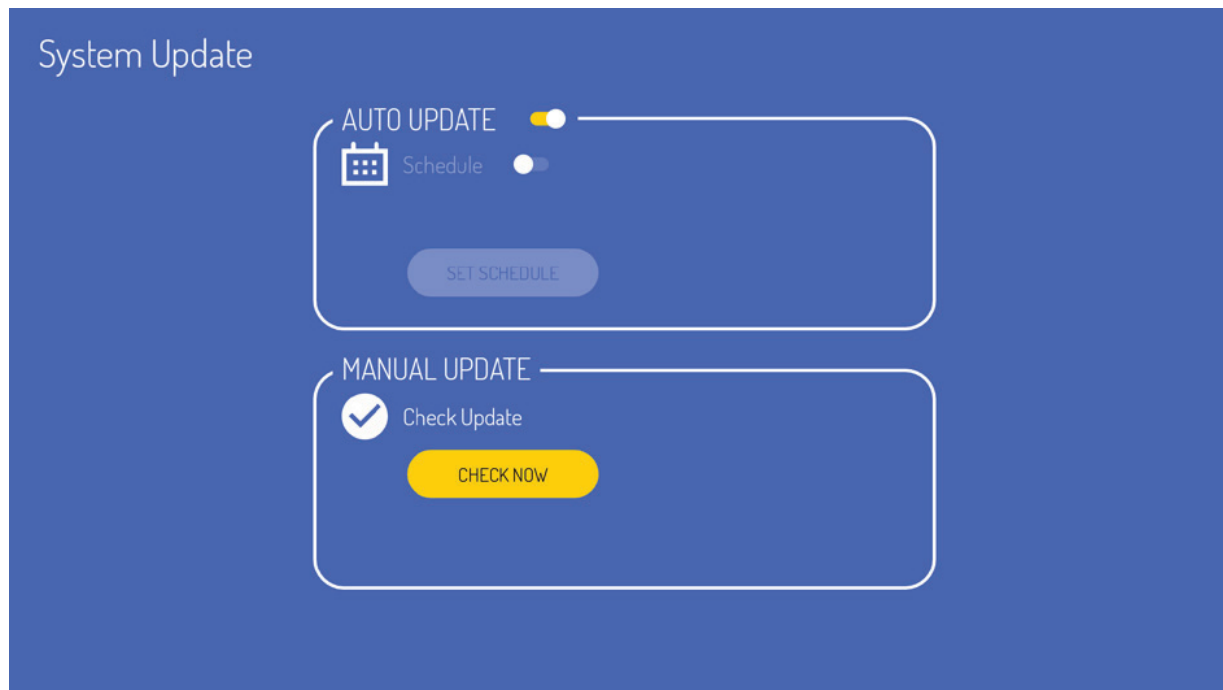 System Update
AUTO UPDATE
Schedule
SET SCHEDULE
MANUAL UPDATE
Check Update
CHECK NOW